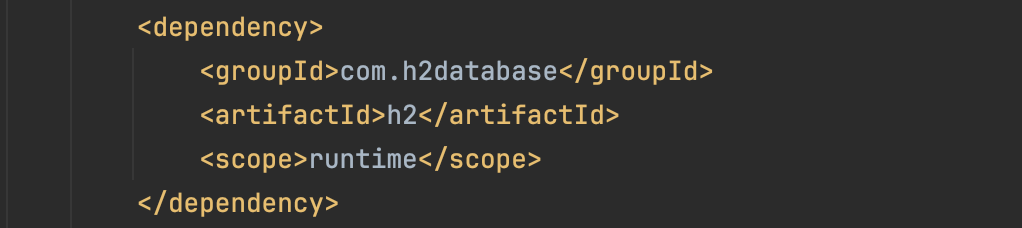 <dependency>
<groupId>com.h2database</groupId>
<artifactId>h2</artifactId>
<scope>runtime</scope>
</dependency>